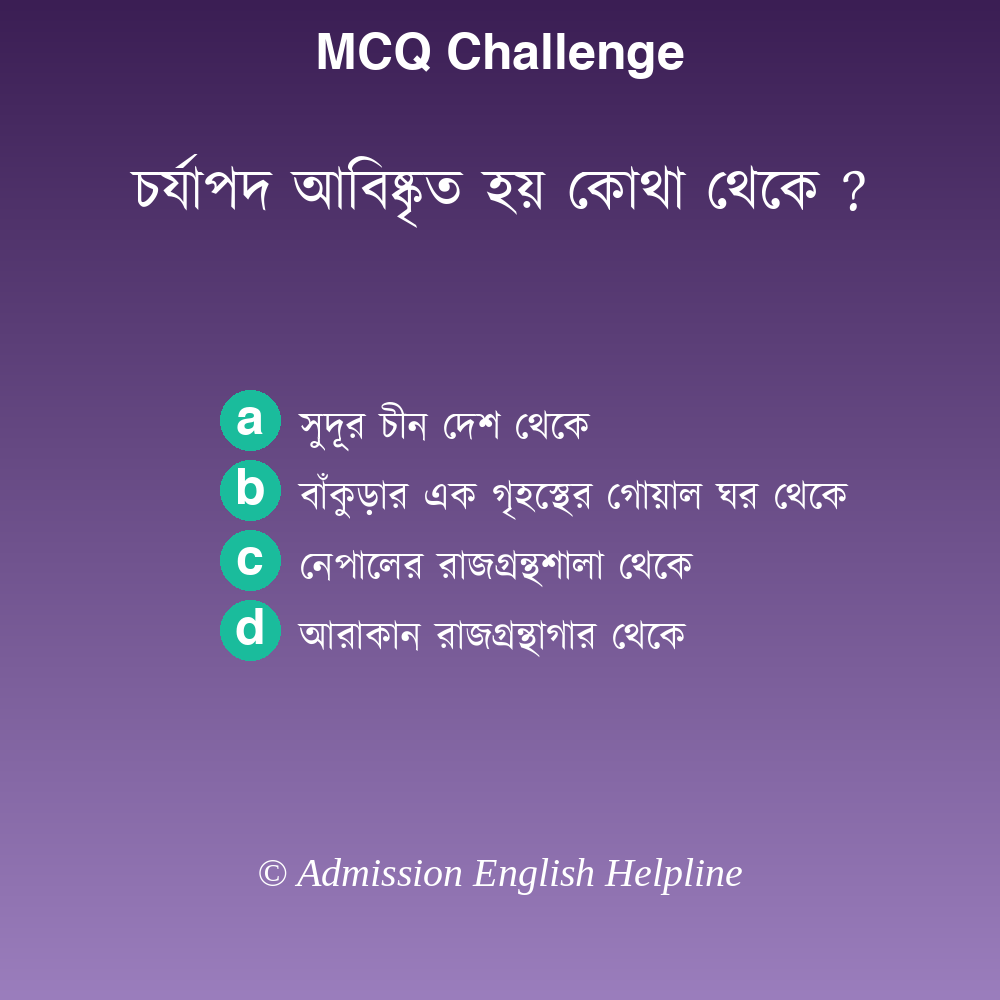 MCQ Challenge
চর্যাপদ আবিষ্কৃত হয় কোথা থেকে ?
a সুদূর চীন দেশ থেকে
b বাঁকুড়ার এক গৃহস্থের গোয়াল ঘর থেকে
c নেপালের রাজগ্রন্থশালা থেকে
d আরাকান রাজগ্রন্থাগার থেকে
© Admission English Helpline